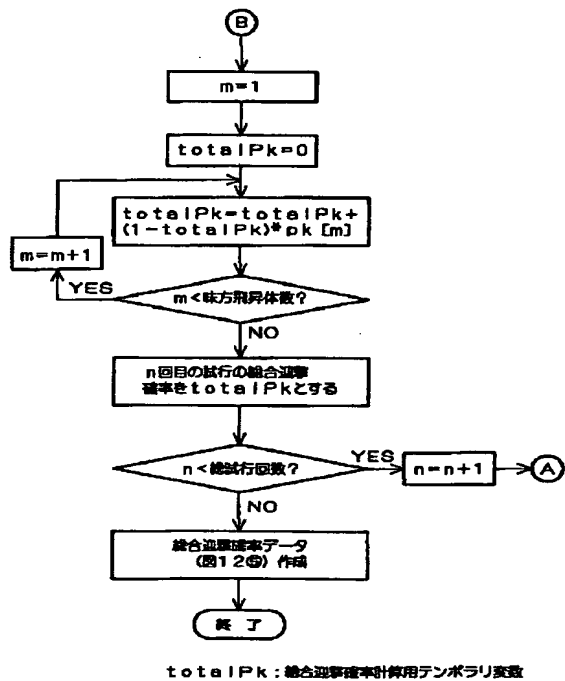 B
m=1
totalPk=0
totalPk=totalPk+
(1-totalPk)*pk[m]
m=m+1
YES
m<味方飛昇体数?
NO
n回目の試行の総合迎撃
確率をtotalPkとする
n<総試行回数?
YES
n=n+1
A
NO
総合迎撃確率データ
(図12⑤)作成
終了
totalPk:総合迎撃確率計算用テンポラリ変数